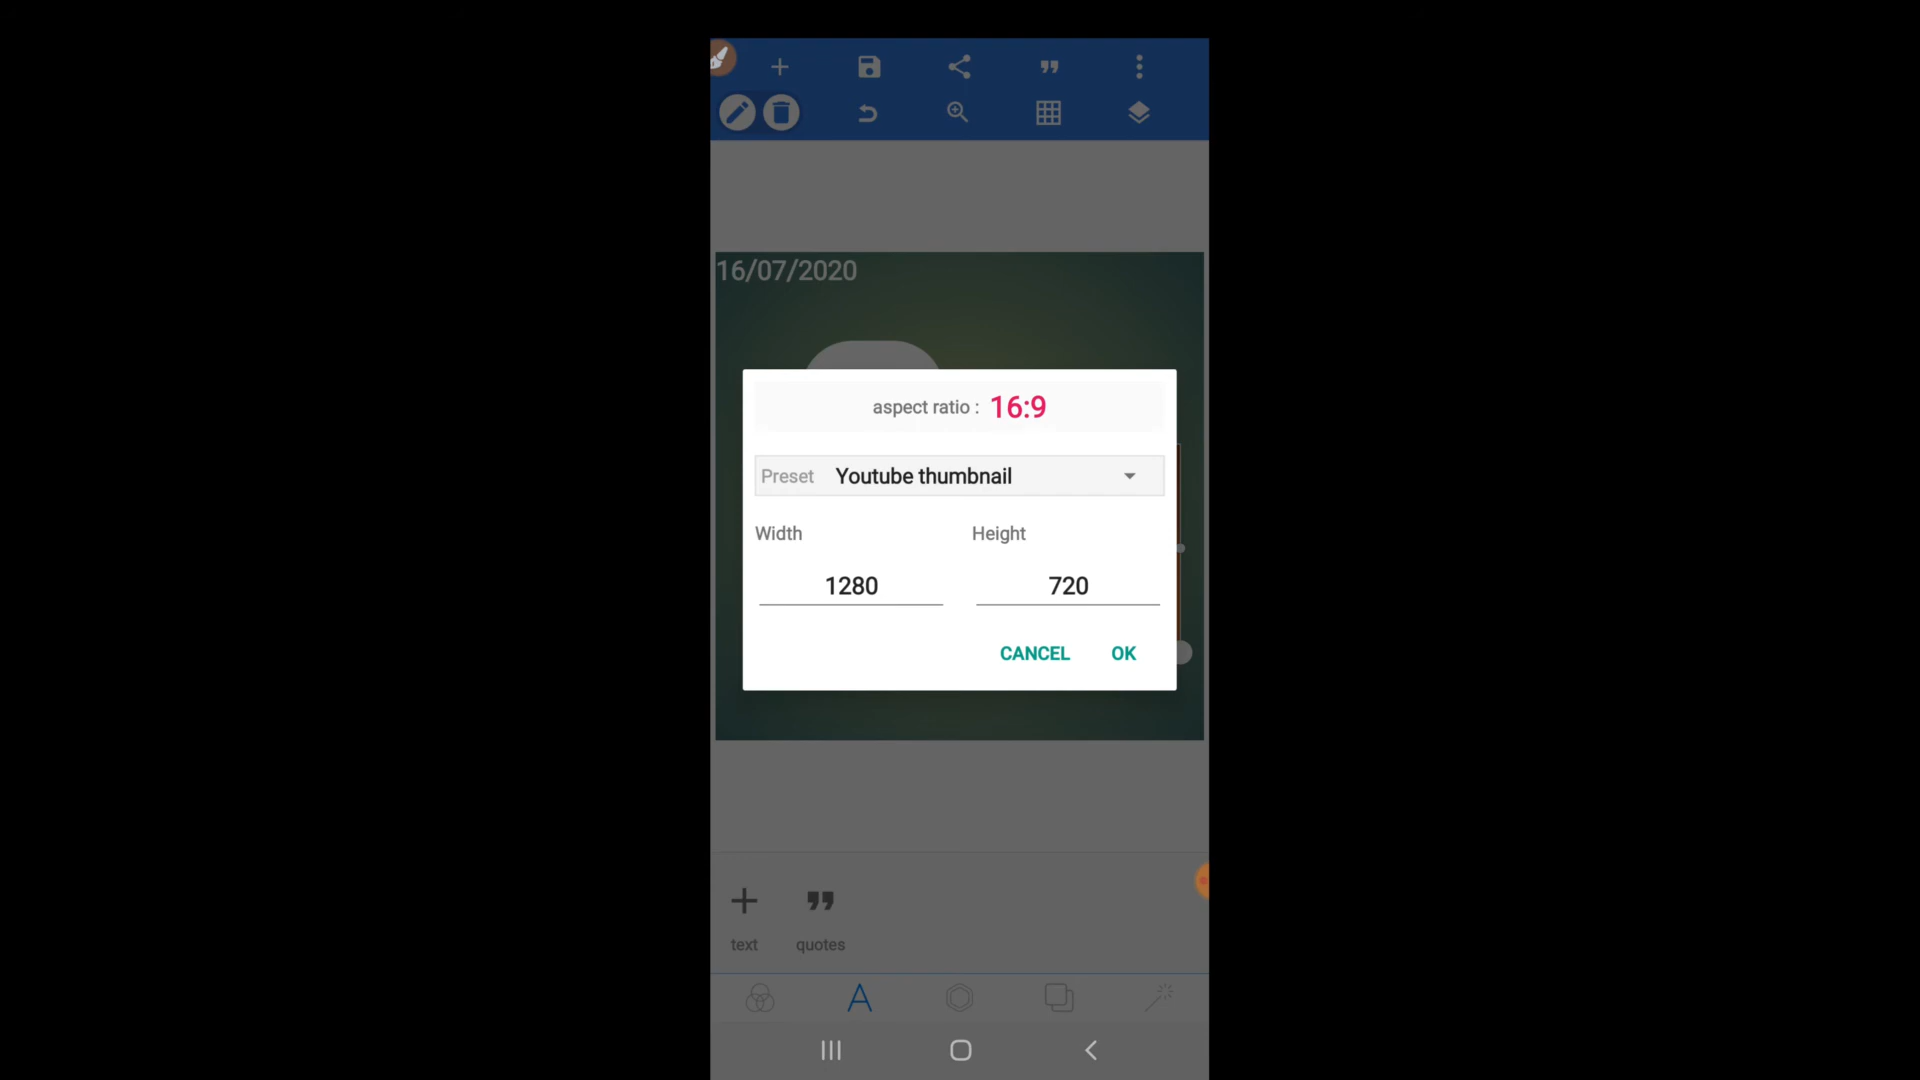 16/07/2020
aspect ratio : 16:9
Preset Youtube thumbnail
Width Height
1280 720
CANCEL OK
text quotes